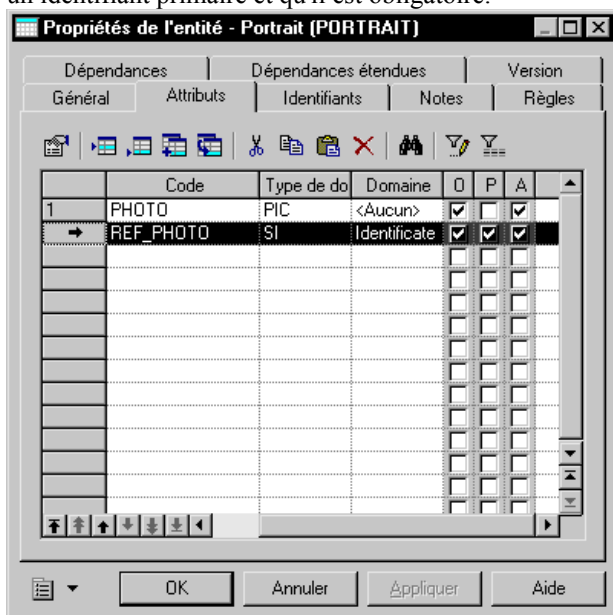 un identifiant primaire et qu'il est obligatoire.
Propriétés de l'entité - Portrait (PORTRAIT)
Dépendances Dépendances étendues Version
Général Attributs Identifiants Notes Règles
Code Type de do Domaine O P A
1 PHOTO PIC <Aucun>
REF_PHOTO SI Identificate
OK Annuler Appliquer Aide